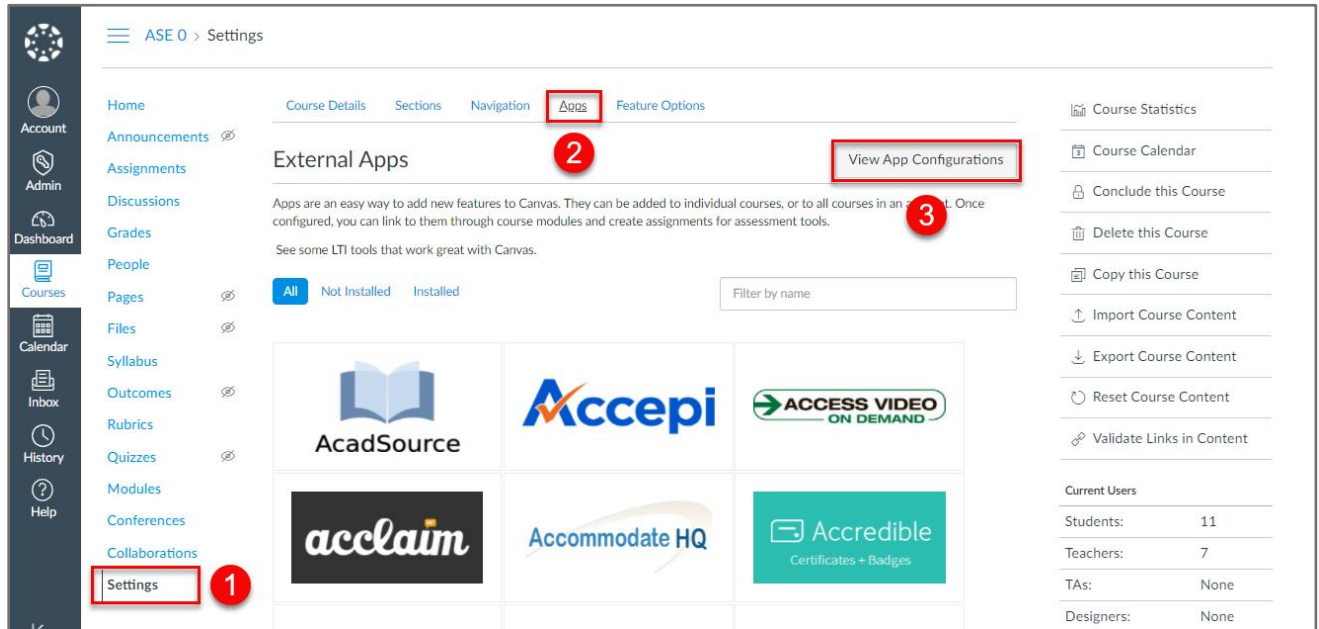 ASE 0 > Settings
Account
Admin
Dashboard
Courses
Calendar
Inbox
History
Help
Home
Announcements
Assignments
Discussions
Grades
People
Pages
Files
Syllabus
Outcomes
Rubrics
Quizzes
Modules
Conferences
Collaborations
Settings
1
Course Details Sections Navigation Apps Feature Options
2
External Apps
View App Configurations
3
Apps are an easy way to add new features to Canvas. They can be added to individual courses, or to all courses in an t. Once
configured, you can link to them through course modules and create assignments for assessment tools.
See some LTI tools that work great with Canvas.
All Not Installed Installed
Filter by name
AcadSource
Accepi
ACCESS VIDEO
ON DEMAND
acclaim
Accommodate HQ
Accredible
Certificates + Badges
Course Statistics
Course Calendar
Conclude this Course
Delete this Course
Copy this Course
Import Course Content
Export Course Content
Reset Course Content
Validate Links in Content
Current Users
Students: 11
Teachers: 7
TAs: None
Designers: None